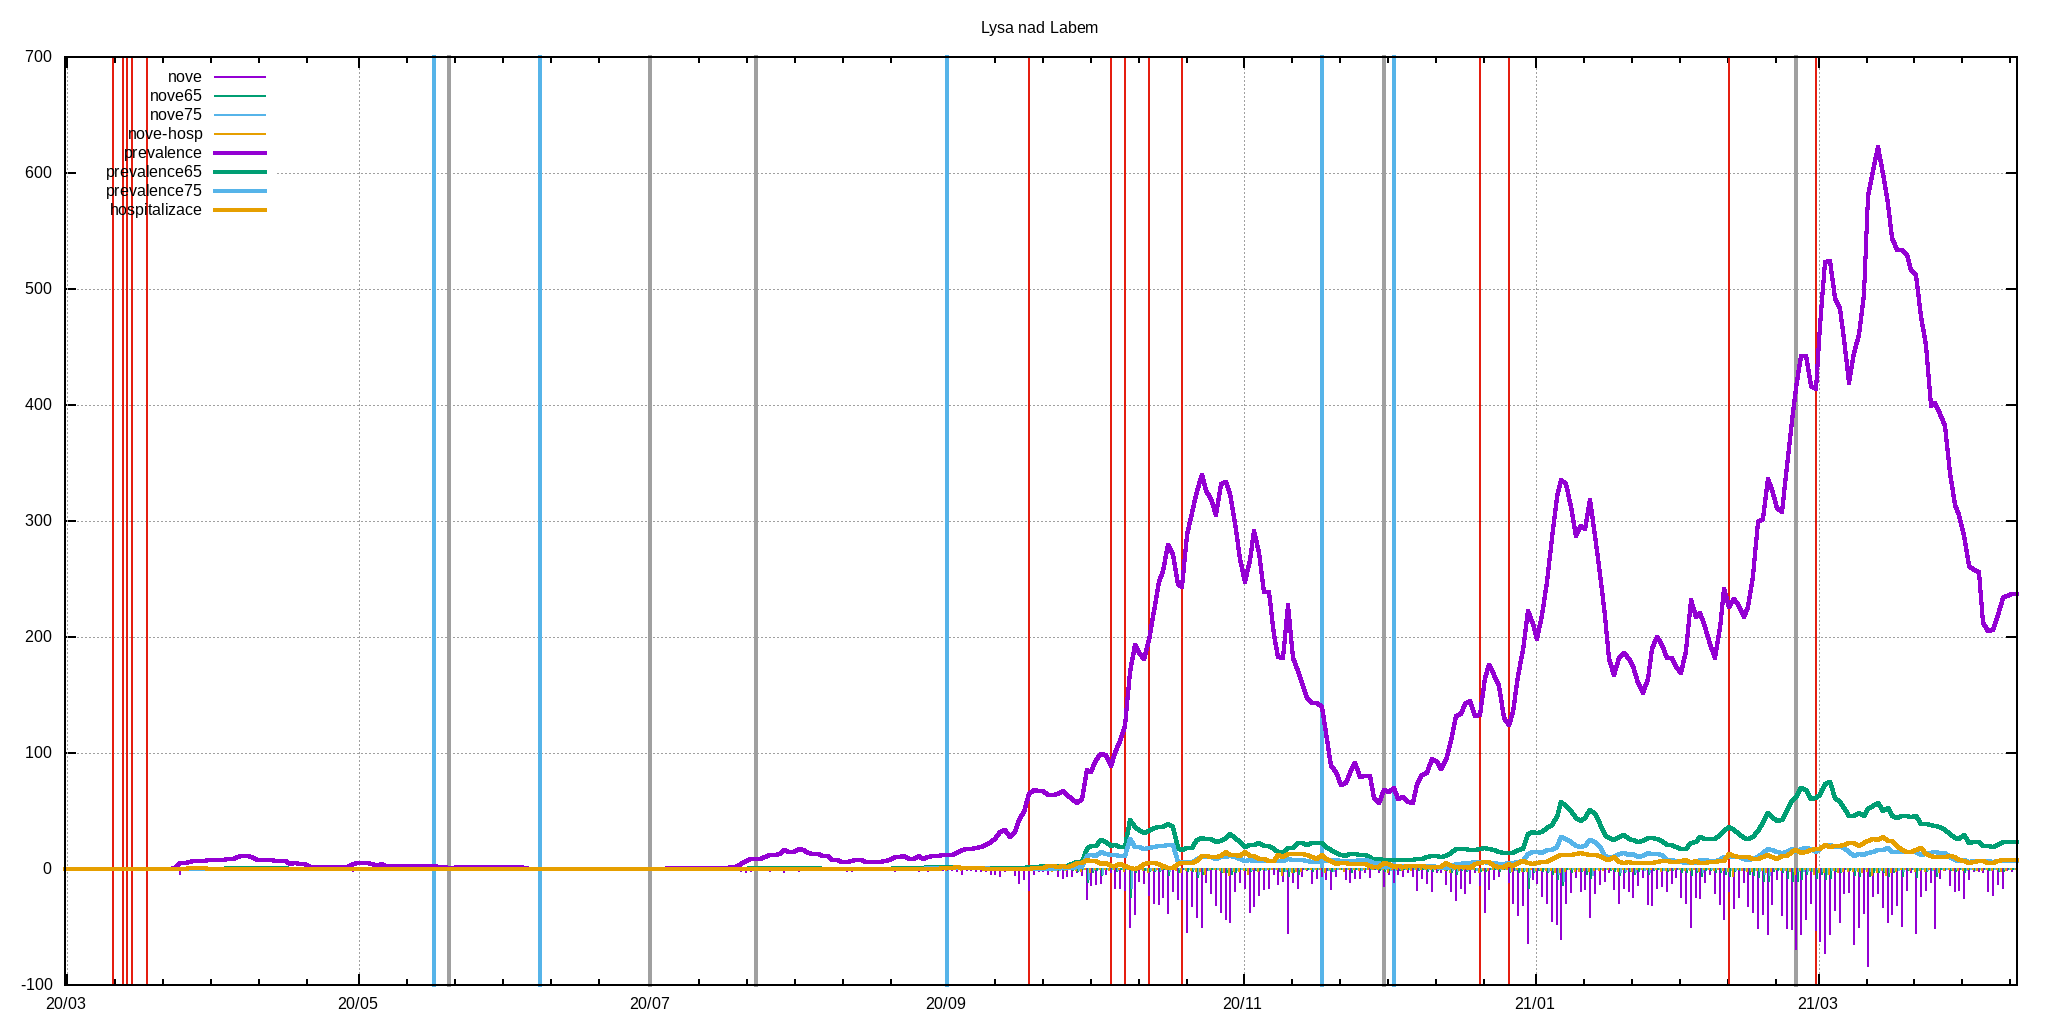 Lysa nad Labem
700
600
500
400
300
200
100
0
-100
nove
nove65
nove75
nove-hosp
prevalence
prevalence65
prevalence75
hospitalizace
20/03
20/05
20/07
20/09
20/11
21/01
21/03